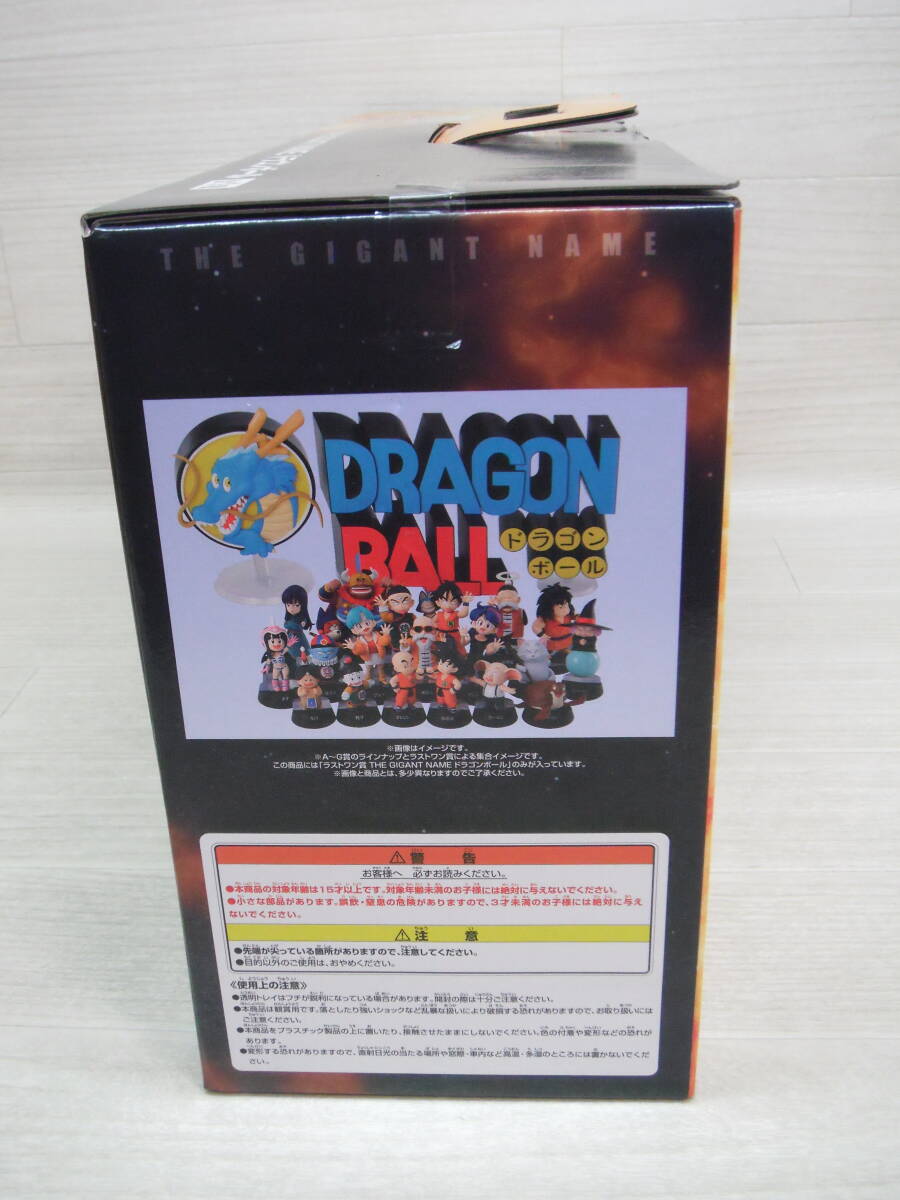 THE GIGANT NAME
DRAGON
BALL
ドラゴン
ボール
※画像はイメージです。
※A～G賞のラインナップとラストワン賞による集合イメージです。
この商品には「ラストワン賞 THE GIGANT NAME ドラゴンボール」のみが入っています。
※画像と商品とは、多少異なりますのでご了承ください。
⚠警告
お客様へ 必ずお読みください。
●本商品の対象年齢は15才以上です。対象年齢未満のお子様には絶対に与えないでください。
●小さな部品があります。誤飲・窒息の危険がありますので、3才未満のお子様には絶対に与え
ないでください。
⚠注意
●先端が尖っている箇所がありますので、注意してください。
●目的以外のご使用は、おやめください。
《使用上の注意》
●透明トレイはフチが鋭利になっている場合があります。開封の際は十分ご注意ください。
●本商品は観賞用です。落としたり強いショックなど乱暴な扱いにより破損する恐れがありますので、お取り扱いには
ご注意ください。
●本商品をプラスチック製品の上に置いたり、接触させたままにしないでください。色の付着や変形などの恐れが
あります。
●変形する恐れがありますので、直射日光の当たる場所や窓際・車内など高温・多湿のところには置かないでくだ
さい。